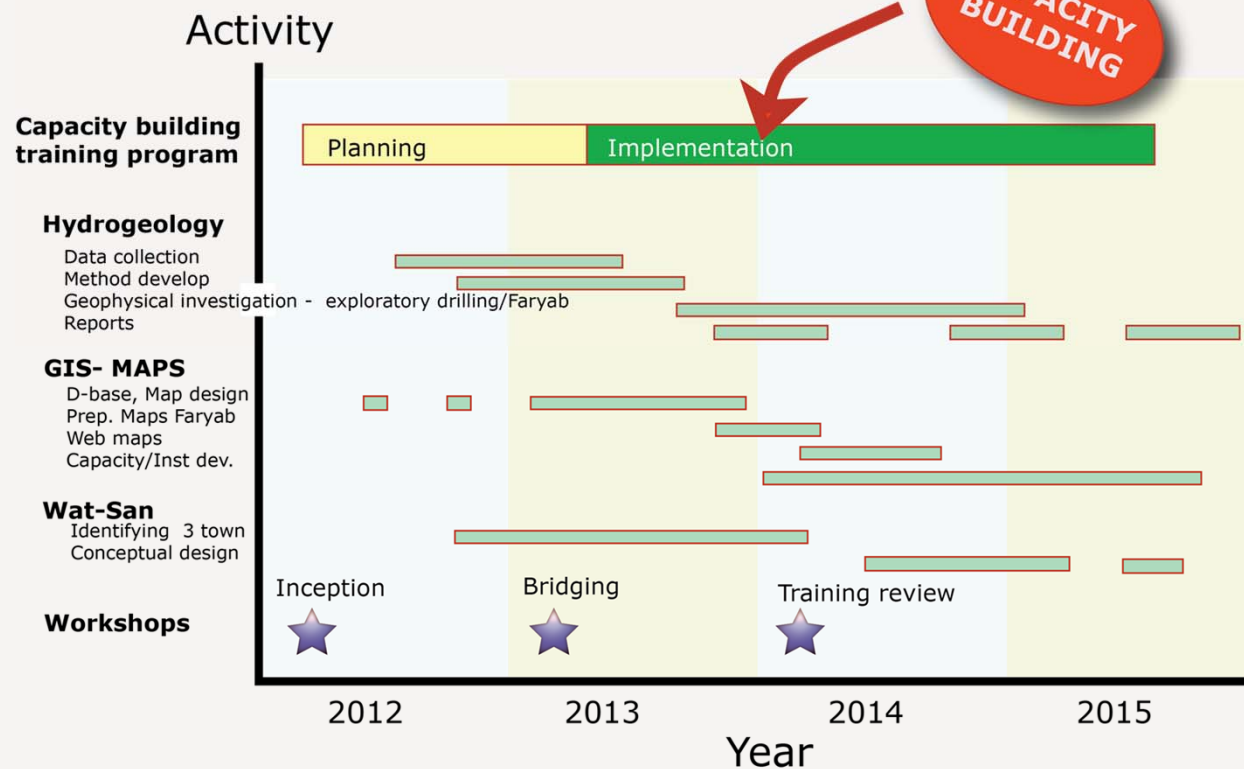 Activity
BUILDING
Capacity building
training program
Planning
Implementation
Hydrogeology
Data collection
Method develop
Geophysical investigation - exploratory drilling/Faryab
Reports
GIS- MAPS
D-base, Map design
Prep. Maps Faryab
Web maps
Capacity/Inst dev.
Wat-San
Identifying 3 town
Conceptual design
Inception
Bridging
Training review
Workshops
2012
2013
2014
2015
Year